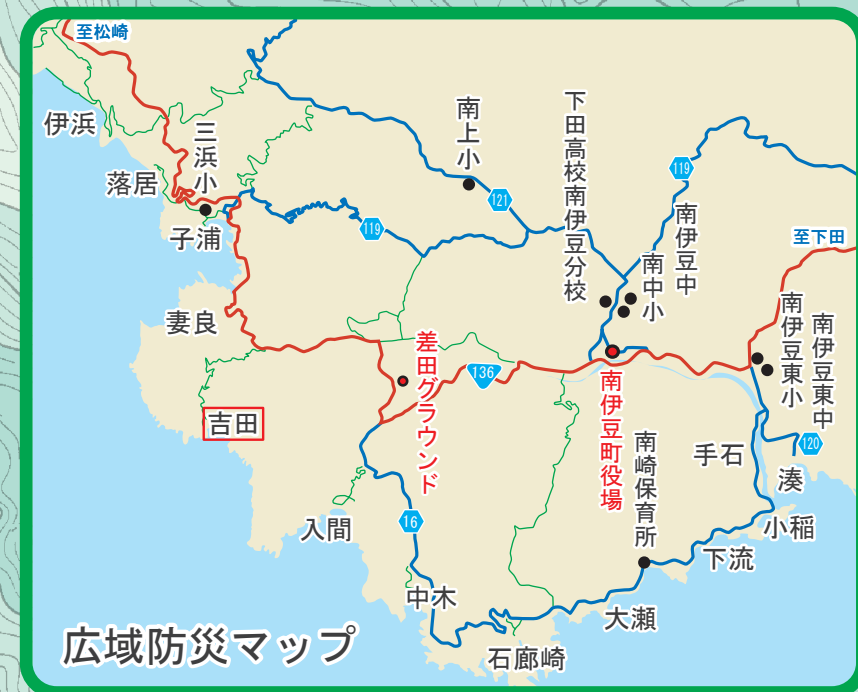 至松崎
伊浜
三浜小
落居
子浦
南上小
121
119
下田高校南伊豆分校
119
南伊豆中
南中小
至下田
妻良
吉田
差田グラウンド
136
南伊豆町役場
南伊豆東小
南伊豆東中
120
手石
湊
南崎保育所
小稲
下流
入間
16
中木
大瀬
石廊崎
広域防災マップ